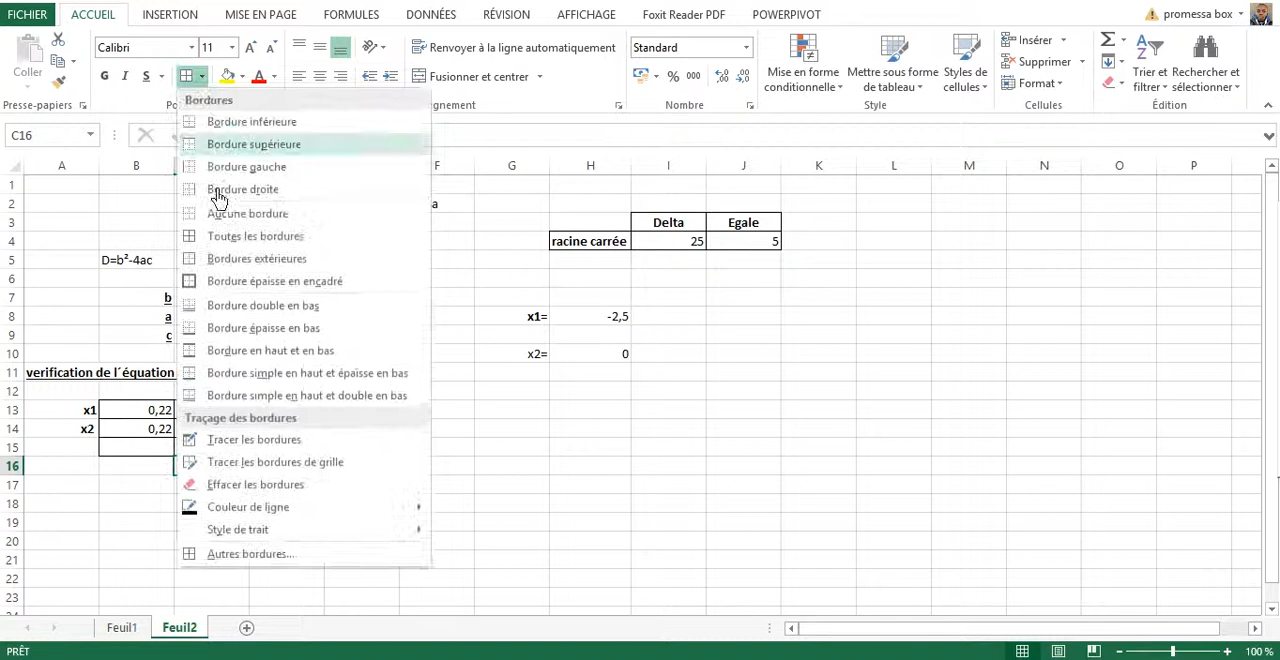 FICHIER ACCUEIL INSERTION MISE EN PAGE FORMULES DONNÉES RÉVISION AFFICHAGE Foxit Reader PDF POWERPIVOT promessa box
Coller
Calibri 11
G I S
Renvoyer à la ligne automatiquement
Fusionner et centrer
Standard
% 000
Mise en forme conditionnelle
Mettre sous forme de tableau
Styles de cellules
Insérer
Supprimer
Format
Trier et filtrer
Rechercher et sélectionner
Presse-papiers Nombre Style Cellules Édition
C16
Bordures
Bordure inférieure
Bordure supérieure
Bordure gauche
Bordure droite
Aucune bordure
Toutes les bordures
Bordures extérieures
Bordure épaisse en encadré
Bordure double en bas
Bordure épaisse en bas
Bordure en haut et en bas
Bordure simple en haut et épaisse en bas
Bordure simple en haut et double en bas
Traçage des bordures
Tracer les bordures
Tracer les bordures de grille
Effacer les bordures
Couleur de ligne
Style de trait
Autres bordures...
A B F G H I J K L M N O P
1
2 a
3 Delta Egale
4 racine carrée 25 5
5 D=b²-4ac
6
7 b
8 a x1= -2,5
9 c
10 x2= 0
11 verification de l´équation
12
13 x1 0,22
14 x2 0,22
15
16
17
18
19
20
21
22
23
Feuil1 Feuil2
PRÊT 100 %